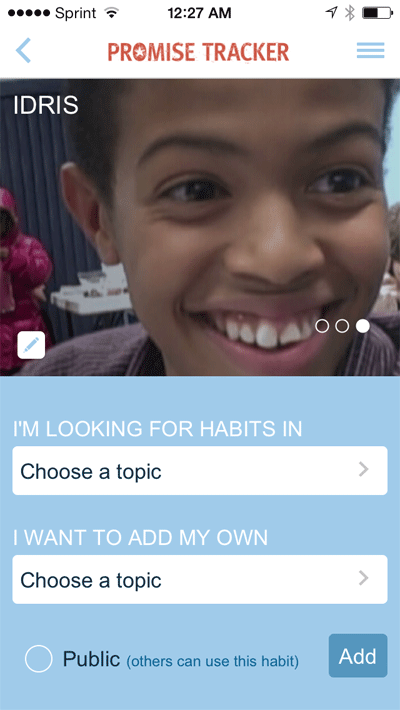 Sprint 12:27 AM
PROMISE TRACKER
IDRIS
I'M LOOKING FOR HABITS IN
Choose a topic
I WANT TO ADD MY OWN
Choose a topic
Public (others can use this habit) Add